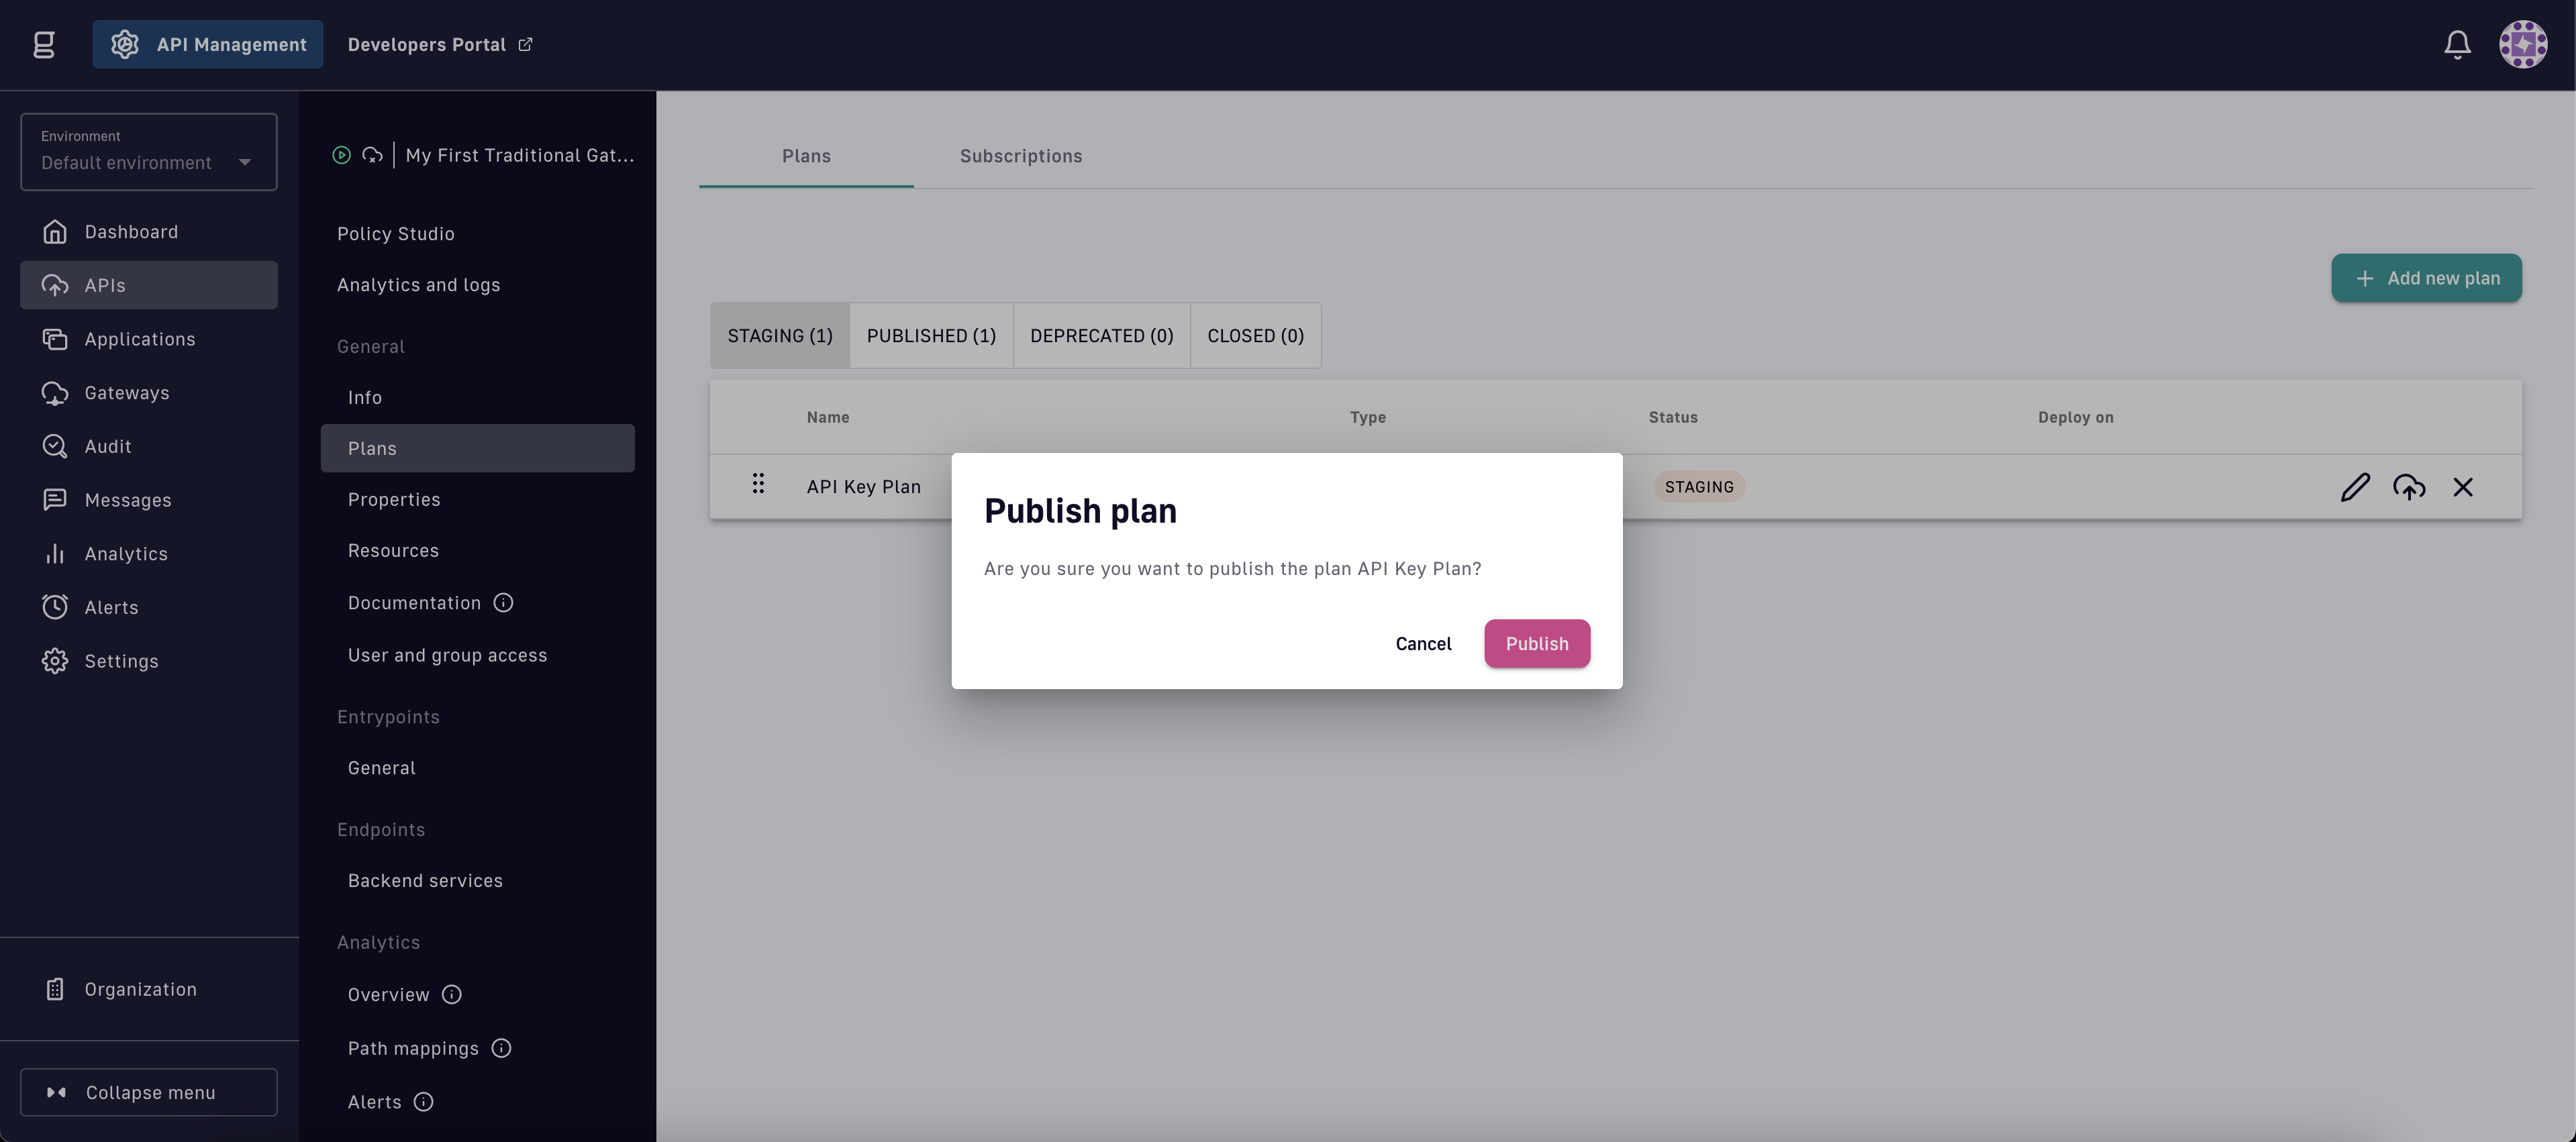 g
API Management
Developers Portal
Environment
Default environment
Dashboard
APIs
Applications
Gateways
Audit
Messages
Analytics
Alerts
Settings
Organization
Collapse menu
My First Traditional Gat...
Policy Studio
Analytics and logs
General
Info
Plans
Properties
Resources
Documentation
User and group access
Entrypoints
General
Endpoints
Backend services
Analytics
Overview
Path mappings
Alerts
Plans Subscriptions
Add new plan
STAGING (1) PUBLISHED (1) DEPRECATED (0) CLOSED (0)
Name Type Status Deploy on
API Key Plan STAGING
Publish plan
Are you sure you want to publish the plan API Key Plan?
Cancel Publish